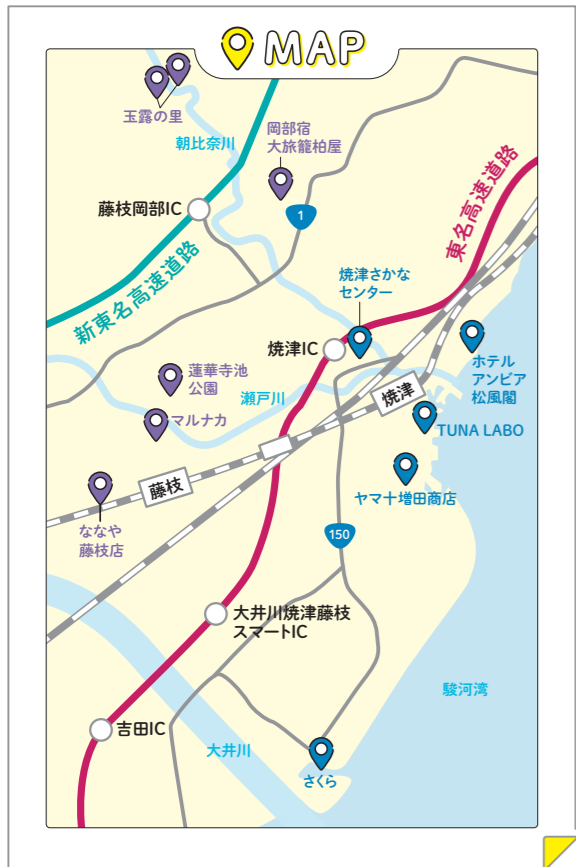 MAP
玉露の里
朝比奈川
岡部宿
大旅籠柏屋
藤枝岡部IC
1
東名高速道路
新東名高速道路
焼津さかな
センター
焼津IC
ホテル
アンビア
松風閣
蓮華寺池
公園
瀬戸川
焼津
マルナカ
TUNA LABO
藤枝
ヤマ十増田商店
ななや
藤枝店
150
大井川焼津藤枝
スマートIC
駿河湾
吉田IC
大井川
さくら